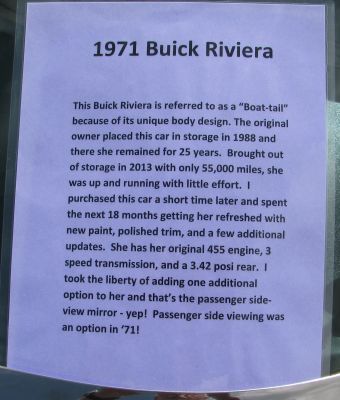 1971 Buick Riviera
This Buick Riviera is referred to as a “Boat-tail”
because of its unique body design. The original
owner placed this car in storage in 1988 and
there she remained for 25 years. Brought out
of storage in 2013 with only 55,000 miles, she
was up and running with little effort. I
purchased this car a short time later and spent
the next 18 months getting her refreshed with
new paint, polished trim, and a few additional
updates. She has her original 455 engine, 3
speed transmission, and a 3.42 posi rear. I
took the liberty of adding one additional
option to her and that’s the passenger side-
view mirror - yep! Passenger side viewing was
an option in ’71!